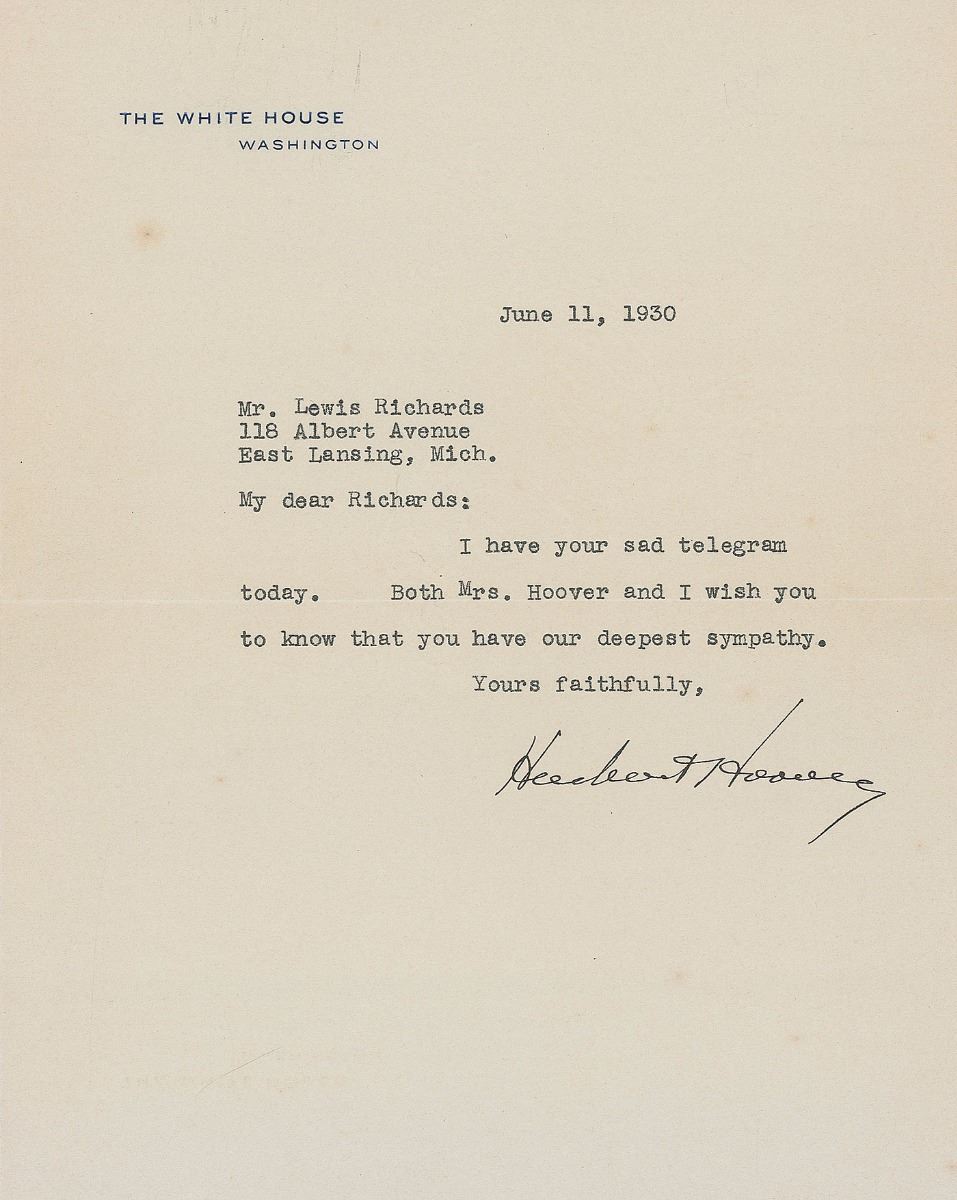 THE WHITE HOUSE
WASHINGTON
June 11, 1930
Mr. Lewis Richards
118 Albert Avenue
East Lansing, Mich.
My dear Richards:
I have your sad telegram
today. Both Mrs. Hoover and I wish you
to know that you have our deepest sympathy.
Yours faithfully,
Herbert Hoover